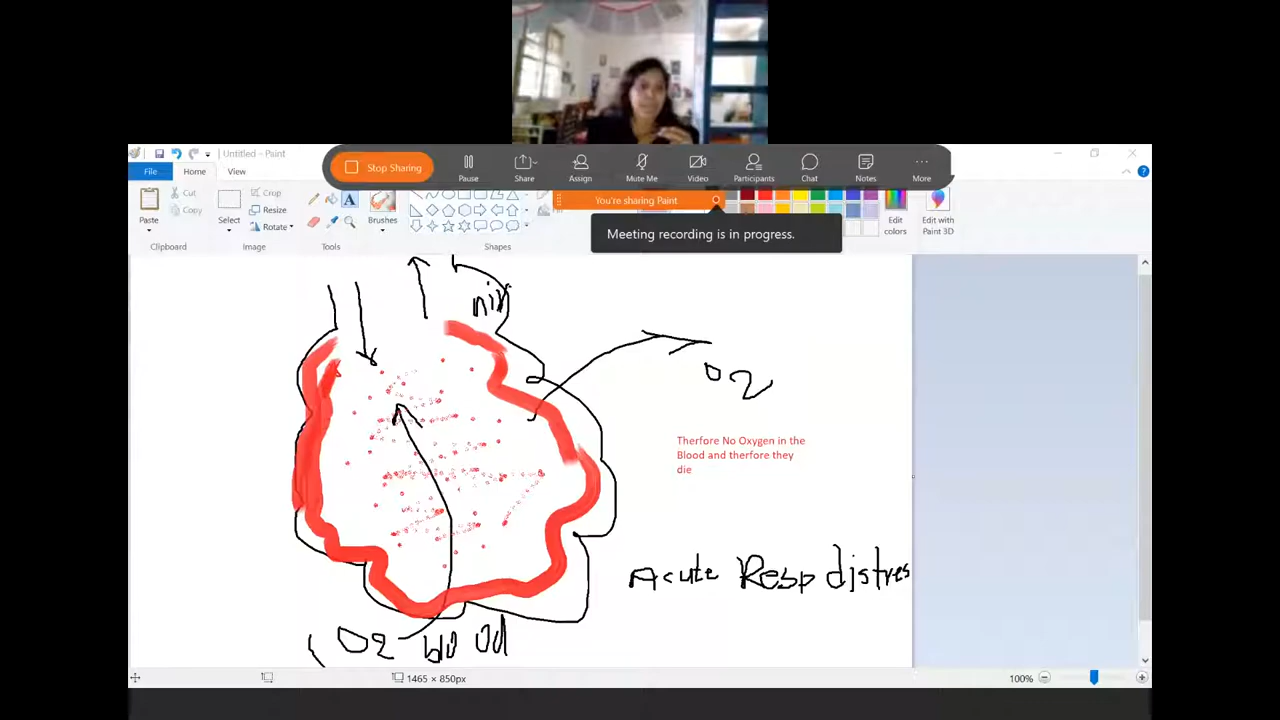 Untitled - Paint
File
Home
View
Stop Sharing
Pause
Share
Assign
Mute Me
Video
Participants
Chat
Notes
More
You're sharing Paint
Meeting recording is in progress.
Paste
Cut
Copy
Clipboard
Select
Crop
Resize
Rotate
Image
Tools
Brushes
Shapes
Edit
colors
Edit with
Paint 3D
O2
Therfore No Oxygen in the
Blood and therfore they
die
Acute Resp distres
O2 blood
1465 × 850px
100%